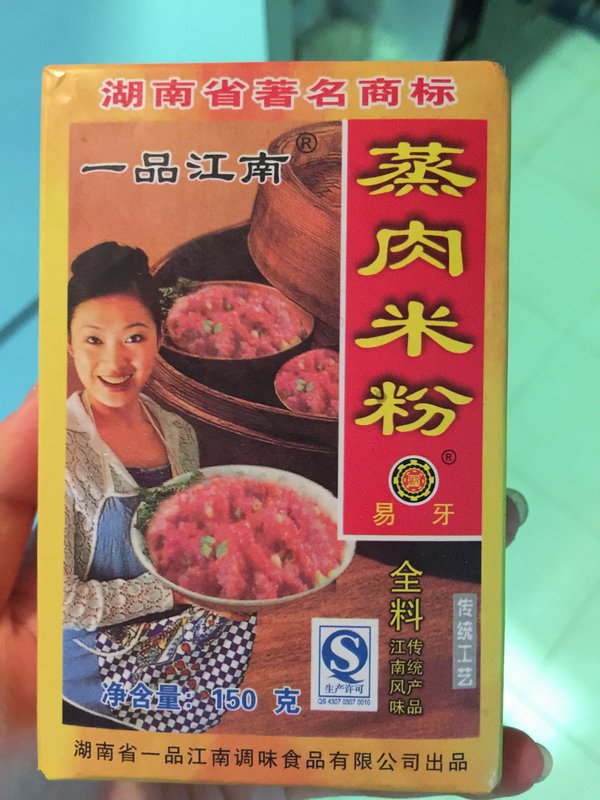 湖南省著名商标
一品江南®
蒸肉米粉
®
易牙
全料
传统产品
江南风味
传统工艺
生产许可
QS 4307 0307 0010
净含量：150 克
湖南省一品江南调味食品有限公司出品